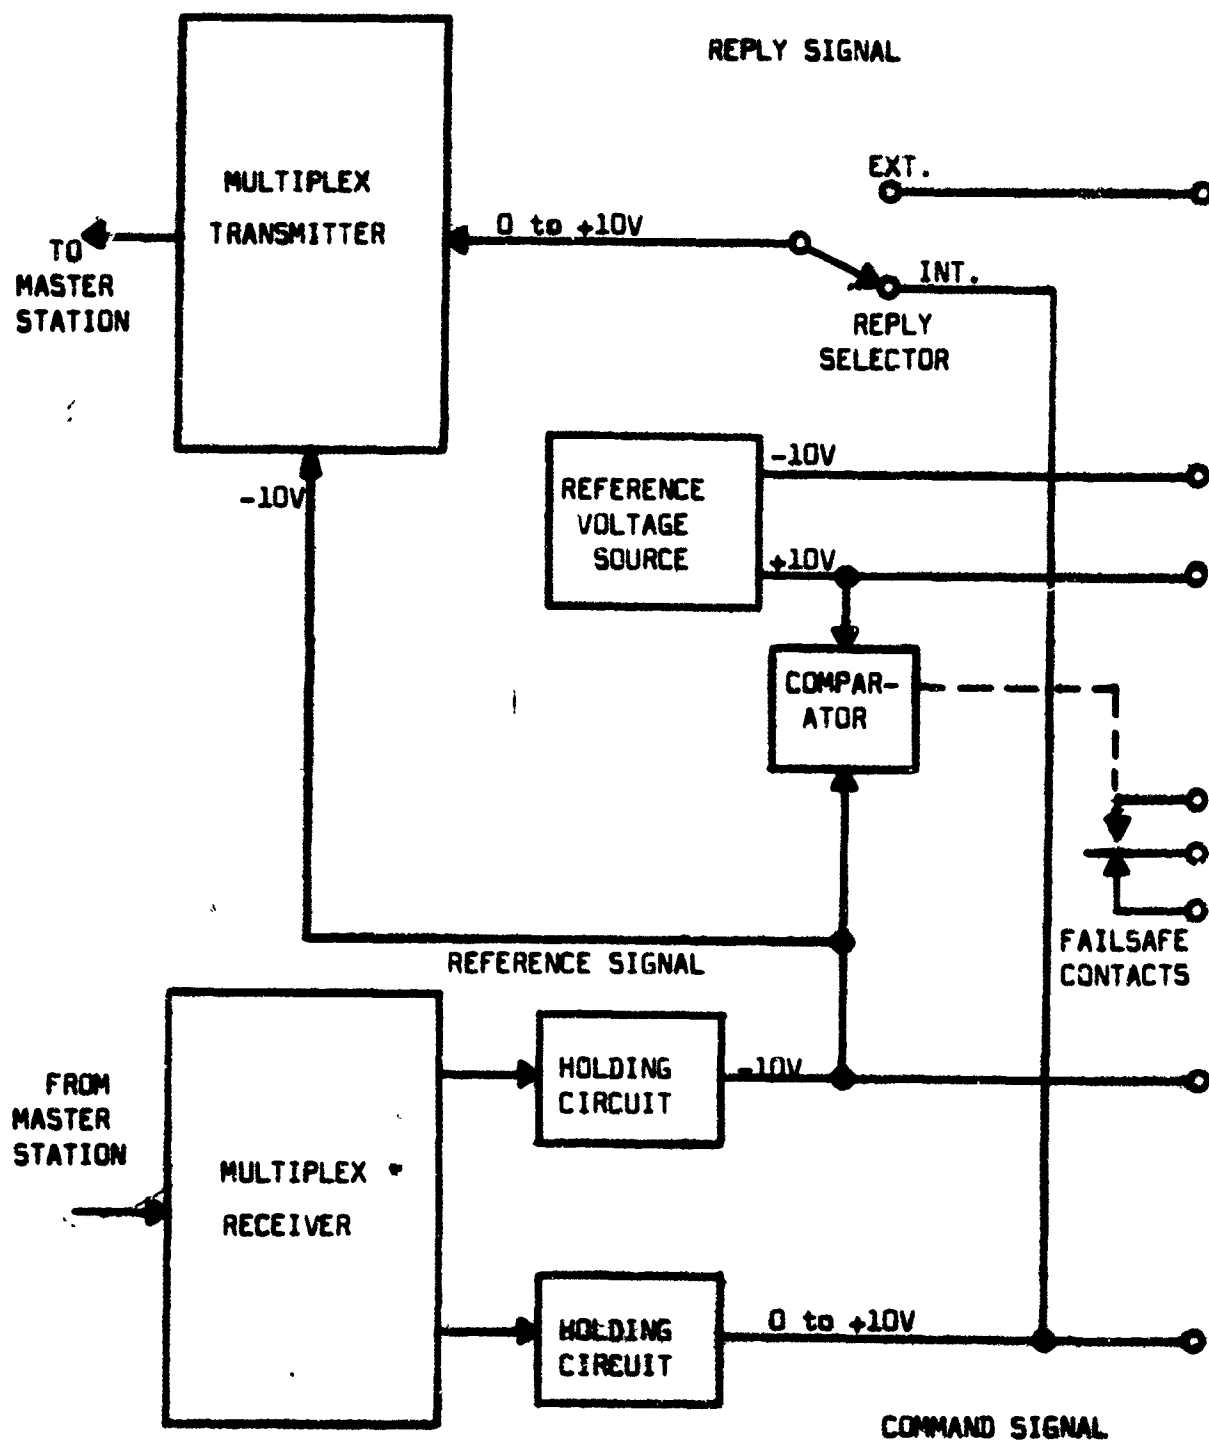 REPLY SIGNAL
EXT.
MULTIPLEX
TRANSMITTER
0 to +10V
TO
MASTER
STATION
INT.
REPLY
SELECTOR
-10V
REFERENCE
VOLTAGE
SOURCE
-10V
+10V
COMPAR-
ATOR
FAILSAFE
CONTACTS
REFERENCE SIGNAL
FROM
MASTER
STATION
HOLDING
CIRCUIT
-10V
MULTIPLEX
RECEIVER
HOLDING
CIRCUIT
0 to +10V
COMMAND SIGNAL